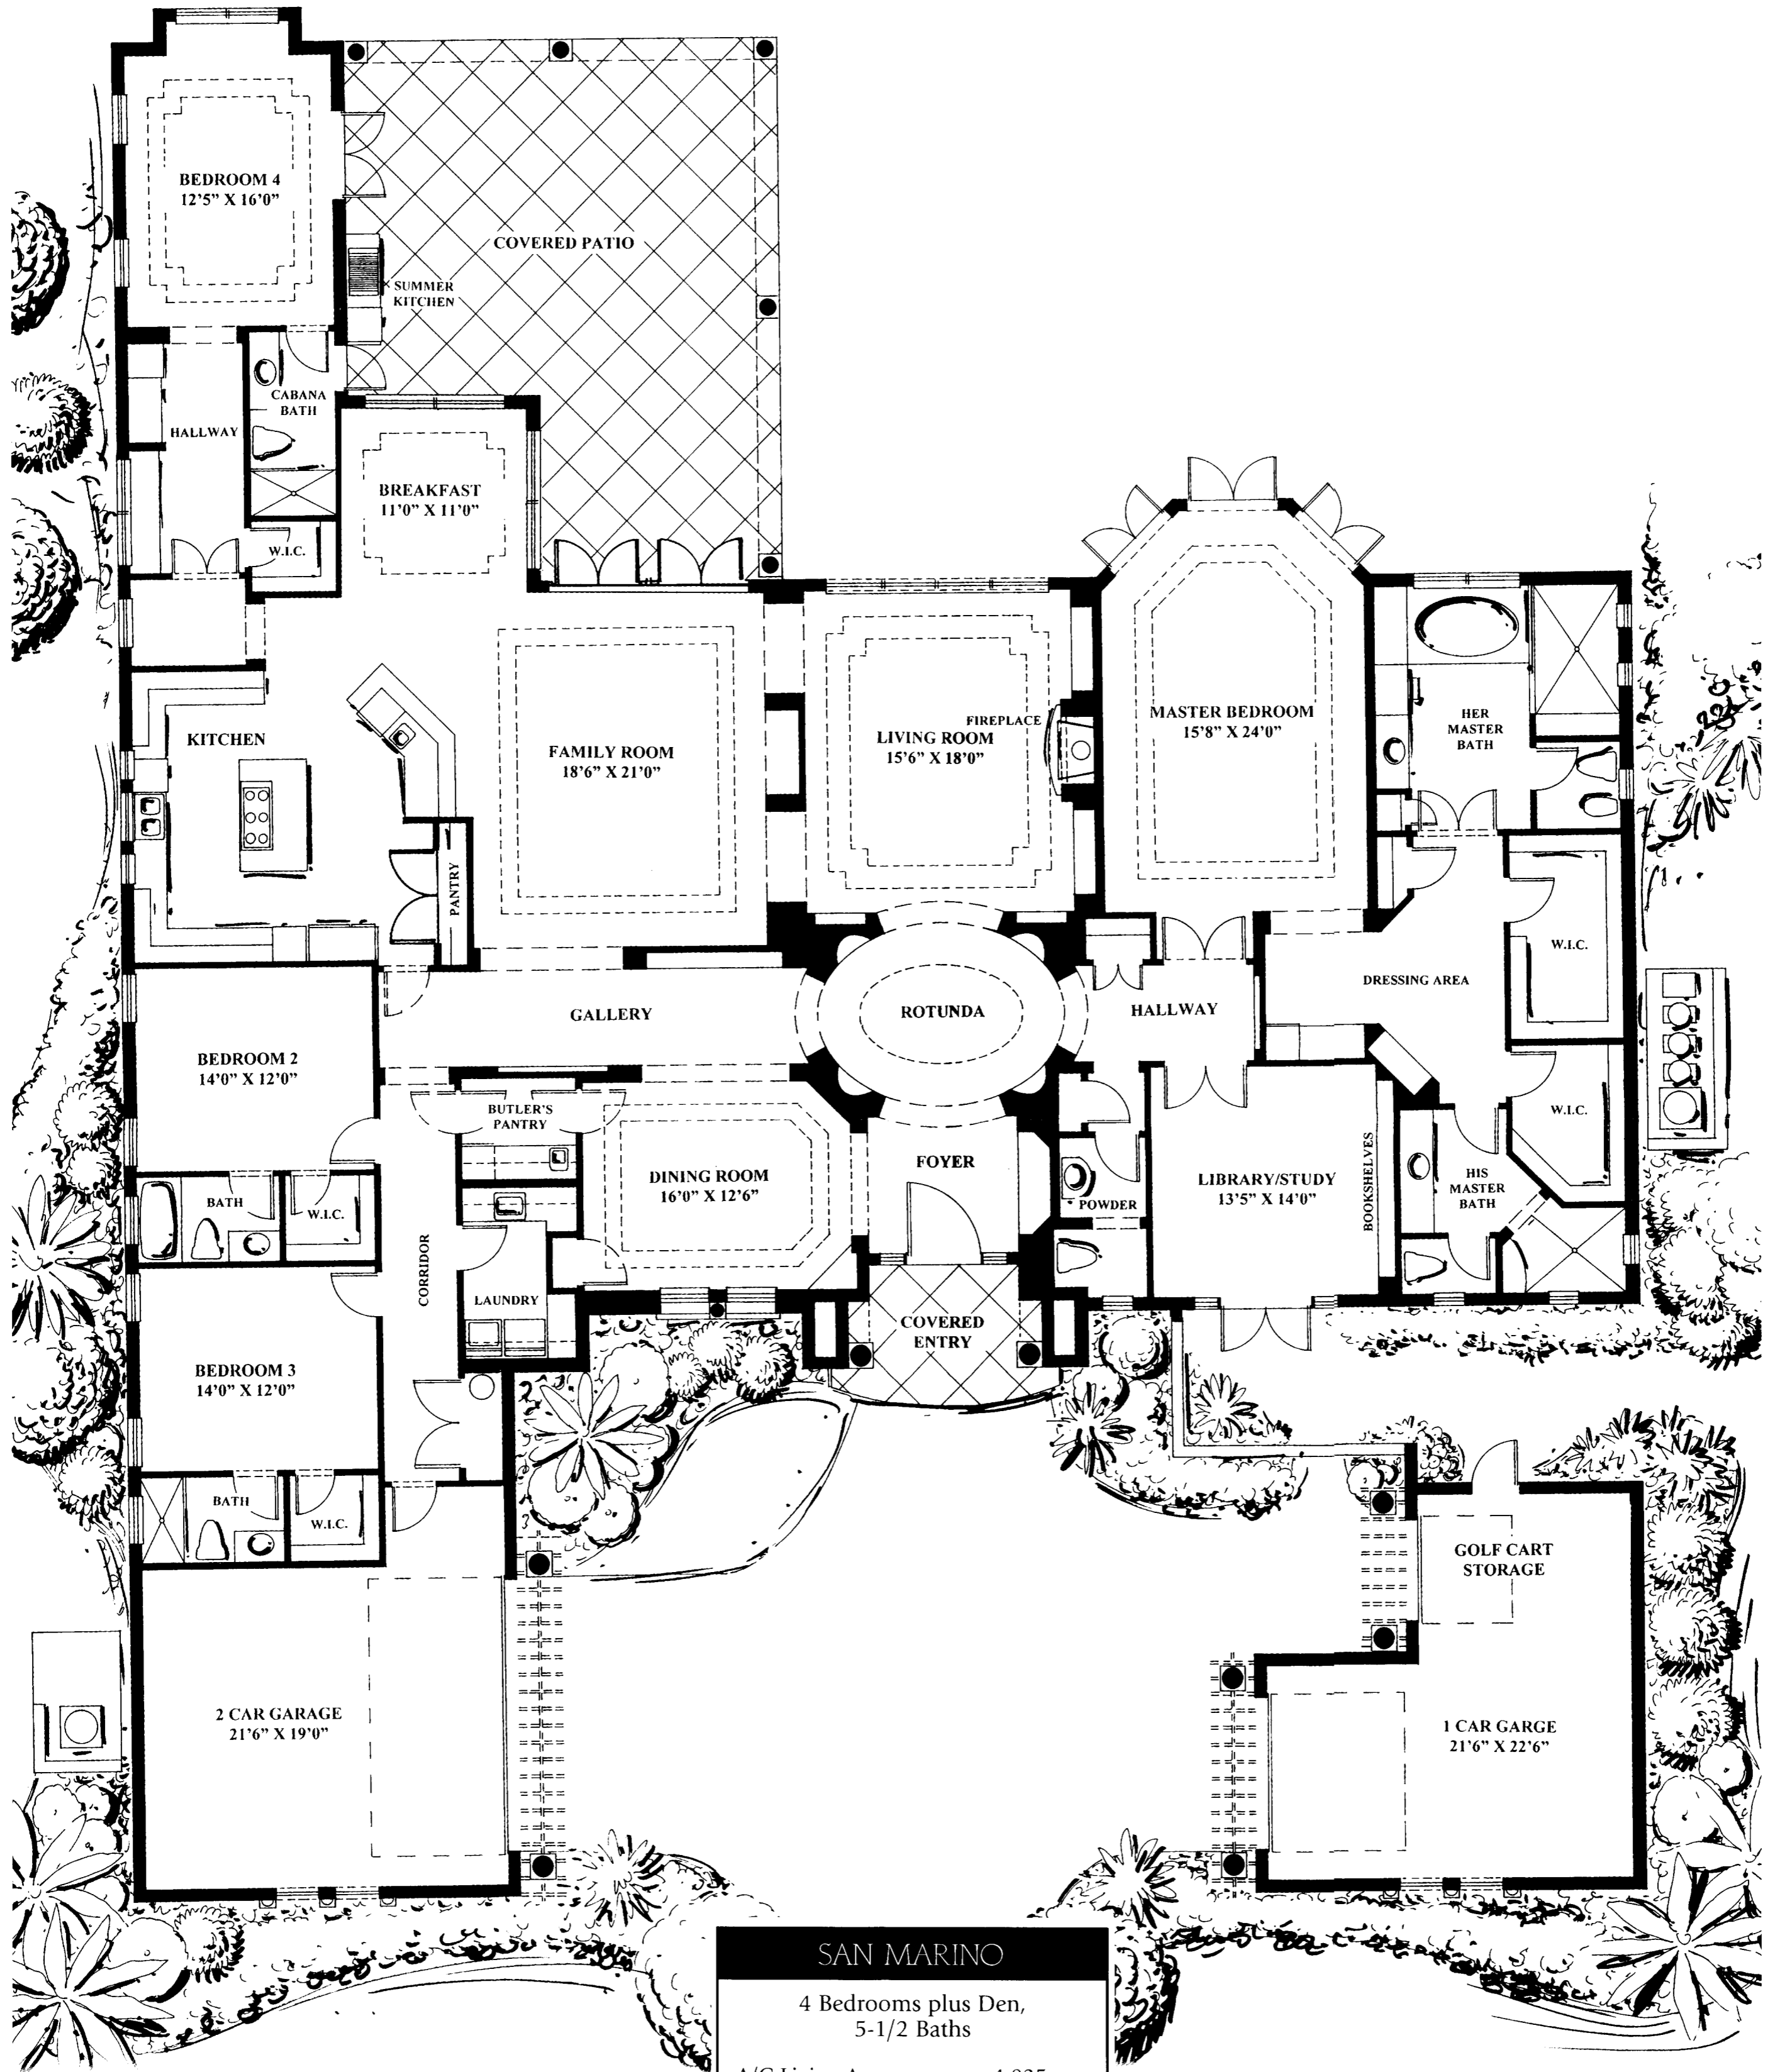 BEDROOM 4
12'5" X 16'0"
COVERED PATIO
SUMMER
KITCHEN
CABANA
BATH
HALLWAY
BREAKFAST
11'0" X 11'0"
W.I.C.
KITCHEN
FAMILY ROOM
18'6" X 21'0"
FIREPLACE
LIVING ROOM
15'6" X 18'0"
MASTER BEDROOM
15'8" X 24'0"
HER
MASTER
BATH
PANTRY
W.I.C.
DRESSING AREA
GALLERY
ROTUNDA
HALLWAY
BEDROOM 2
14'0" X 12'0"
BUTLER'S
PANTRY
W.I.C.
DINING ROOM
16'0" X 12'6"
FOYER
LIBRARY/STUDY
13'5" X 14'0"
BOOKSHELVES
HIS
MASTER
BATH
BATH
W.I.C.
POWDER
CORRIDOR
LAUNDRY
COVERED
ENTRY
BEDROOM 3
14'0" X 12'0"
BATH
W.I.C.
GOLF CART
STORAGE
2 CAR GARAGE
21'6" X 19'0"
1 CAR GARGE
21'6" X 22'6"
SAN MARINO
4 Bedrooms plus Den,
5-1/2 Baths